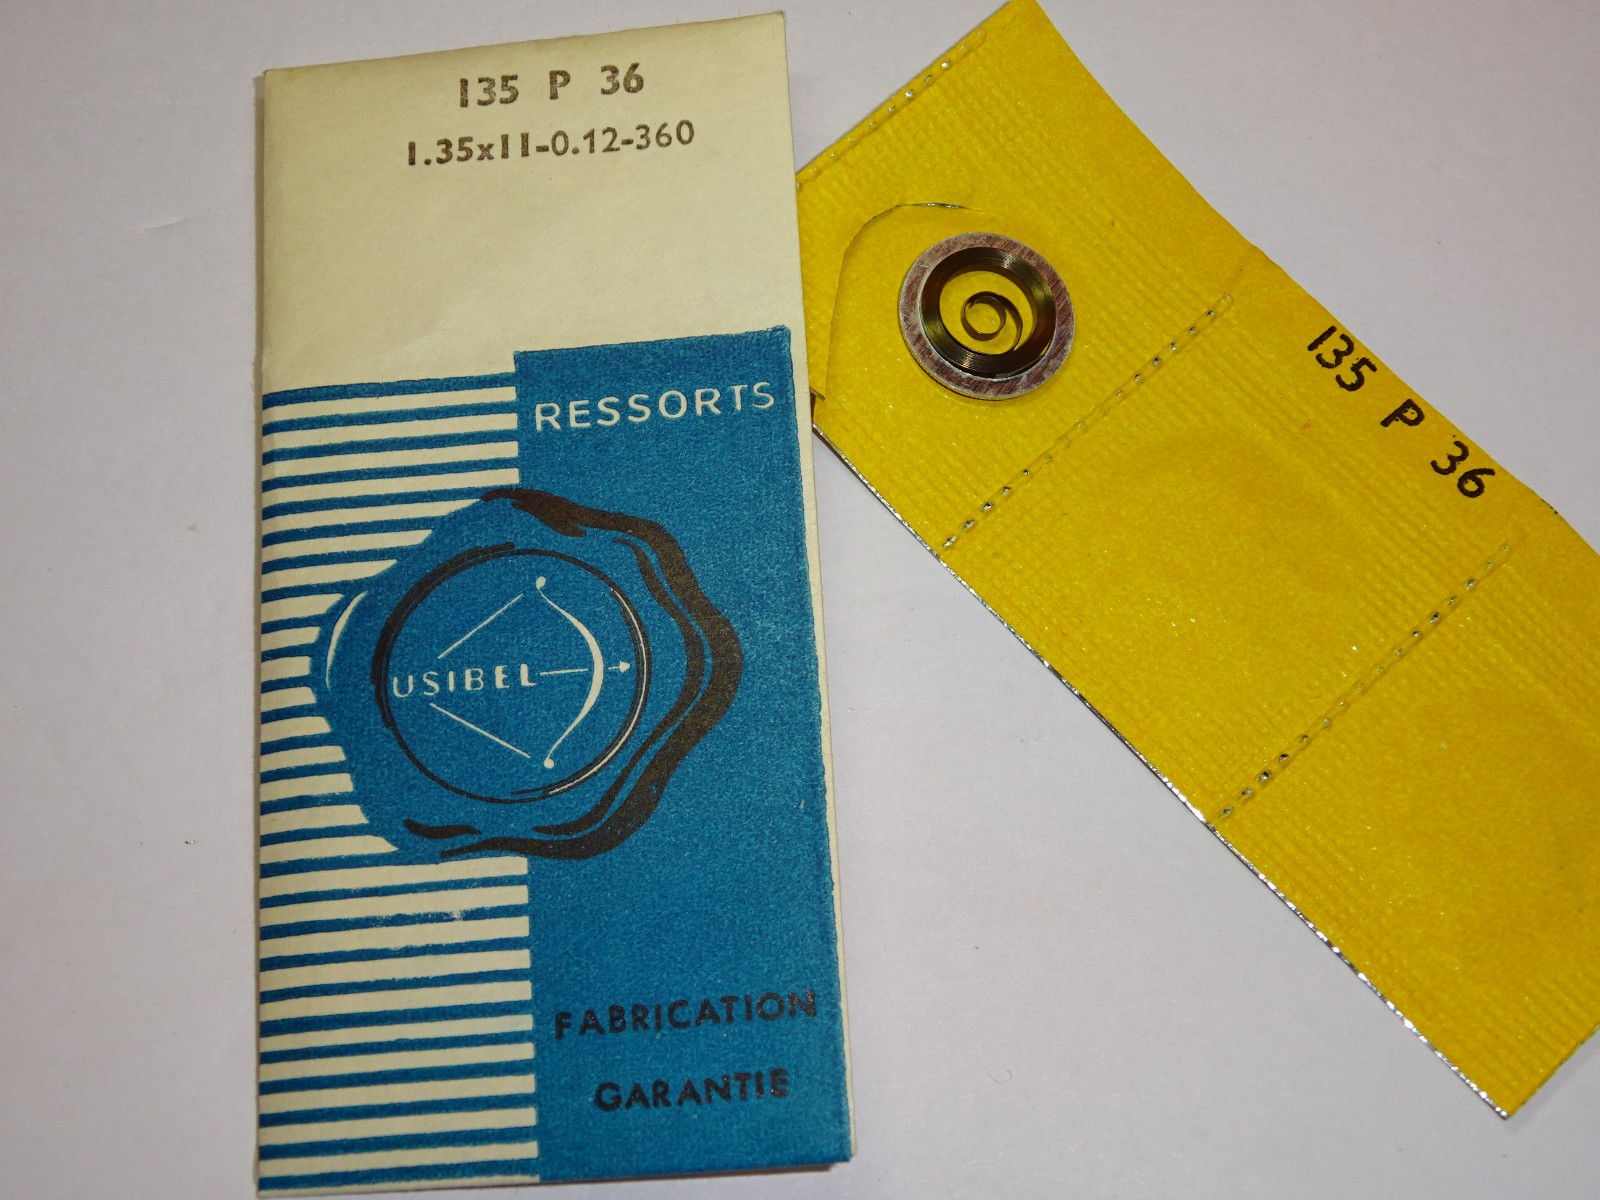 135 P 36
1.35x11-0.12-360
RESSORTS
USIBEL
FABRICATION
GARANTIE
135 P 36